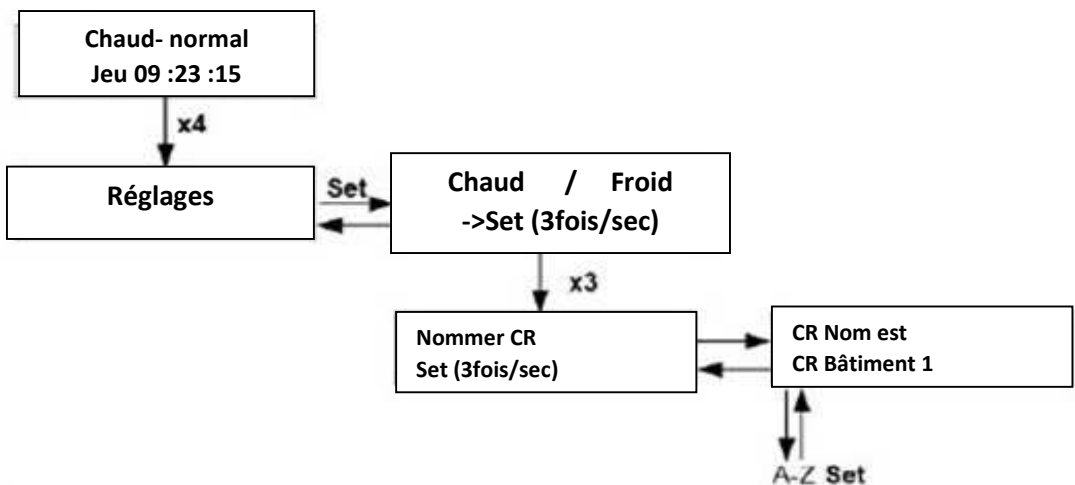 Chaud- normal
Jeu 09 :23 :15
x4
Réglages
Set
Chaud / Froid
->Set (3fois/sec)
x3
Nommer CR
Set (3fois/sec)
CR Nom est
CR Bâtiment 1
A-Z Set